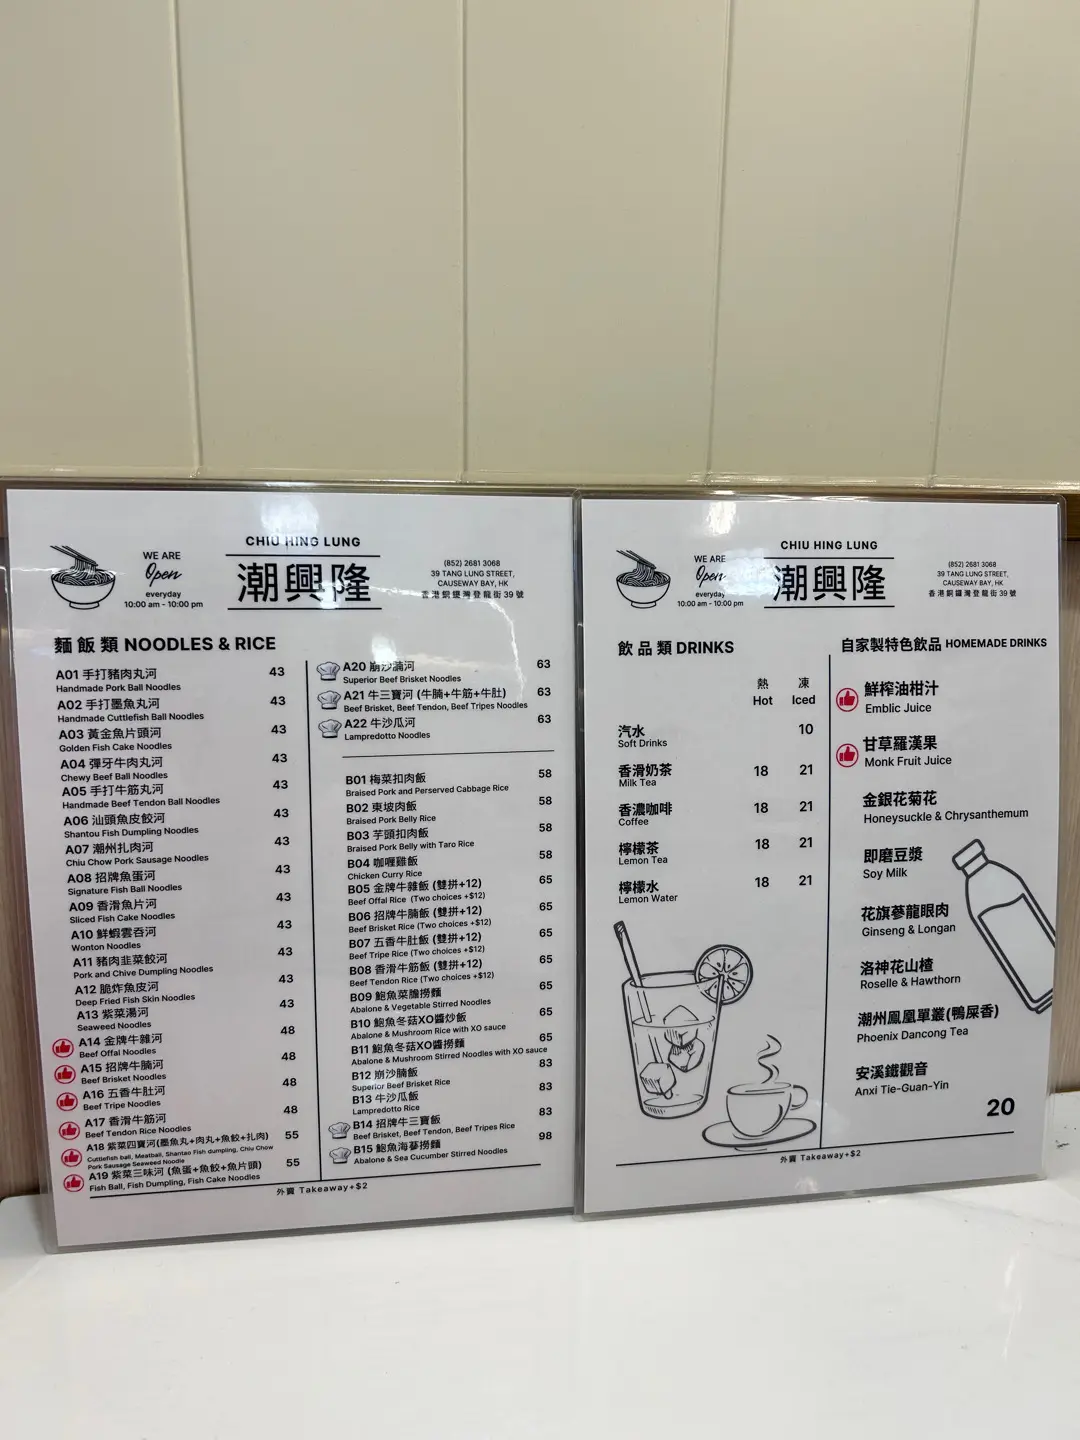 CHIU HING LUNG
WE ARE
Open
everyday
10:00 am - 10:00 pm
潮興隆
(852) 2681 3068
39 TANG LUNG STREET,
CAUSEWAY BAY, HK
香港銅鑼灣登龍街 39 號
麵飯類 NOODLES & RICE
A01 手打豬肉丸河 43
Handmade Pork Ball Noodles
A02 手打墨魚丸河 43
Handmade Cuttlefish Ball Noodles
A03 黃金魚片頭河 43
Golden Fish Cake Noodles
A04 彈牙牛肉丸河 43
Chewy Beef Ball Noodles
A05 手打牛筋丸河 43
Handmade Beef Tendon Ball Noodles
A06 汕頭魚皮餃河 43
Shantou Fish Dumpling Noodles
A07 潮州扎肉河 43
Chiu Chow Pork Sausage Noodles
A08 招牌魚蛋河 43
Signature Fish Ball Noodles
A09 香滑魚片河 43
Sliced Fish Cake Noodles
A10 鮮蝦雲吞河 43
Wonton Noodles
A11 豬肉韭菜餃河 43
Pork and Chive Dumpling Noodles
A12 脆炸魚皮河 43
Deep Fried Fish Skin Noodles
A13 紫菜湯河 43
Seaweed Noodles
A14 金牌牛雜河 48
Beef Offal Noodles
A15 招牌牛腩河 48
Beef Brisket Noodles
A16 五香牛肚河 48
Beef Tripe Noodles
A17 香滑牛筋河 48
Beef Tendon Rice Noodles
A18 紫菜四寶河(墨魚丸+肉丸+魚餃+扎肉) 55
Cuttlefish ball, Meatball, Shantao Fish dumpling, Chiu Chow
Pork Sausage Seaweed Noodle
A19 紫菜三味河 (魚蛋+魚餃+魚片頭) 55
Fish Ball, Fish Dumpling, Fish Cake Noodles
A20 崩沙腩河 63
Superior Beef Brisket Noodles
A21 牛三寶河 (牛腩+牛筋+牛肚) 63
Beef Brisket, Beef Tendon, Beef Tripes Noodles
A22 牛沙瓜河 63
Lampredotto Noodles
B01 梅菜扣肉飯 58
Braised Pork and Perserved Cabbage Rice
B02 東坡肉飯 58
Braised Pork Belly Rice
B03 芋頭扣肉飯 58
Braised Pork Belly with Taro Rice
B04 咖喱雞飯 58
Chicken Curry Rice
B05 金牌牛雜飯 (雙拼+12) 65
Beef Offal Rice (Two choices +$12)
B06 招牌牛腩飯 (雙拼+12) 65
Beef Brisket Rice (Two choices +$12)
B07 五香牛肚飯 (雙拼+12) 65
Beef Tripe Rice (Two choices +$12)
B08 香滑牛筋飯 (雙拼+12) 65
Beef Tendon Rice (Two choices +$12)
B09 鮑魚菜膽撈麵 65
Abalone & Vegetable Stirred Noodles
B10 鮑魚冬菇XO醬炒飯 65
Abalone & Mushroom Rice with XO sauce
B11 鮑魚冬菇XO醬撈麵 65
Abalone & Mushroom Stirred Noodles with XO sauce
B12 崩沙腩飯 83
Superior Beef Brisket Rice
B13 牛沙瓜飯 83
Lampredotto Rice
B14 招牌牛三寶飯 83
Beef Brisket, Beef Tendon, Beef Tripes Rice
B15 鮑魚海蔘撈麵 98
Abalone & Sea Cucumber Stirred Noodles
外賣 Takeaway+$2
CHIU HING LUNG
WE ARE
Open
everyday
10:00 am - 10:00 pm
潮興隆
(852) 2681 3068
39 TANG LUNG STREET,
CAUSEWAY BAY, HK
香港銅鑼灣登龍街 39 號
飲品類 DRINKS
熱 凍
Hot Iced
汽水 10
Soft Drinks
香滑奶茶 18 21
Milk Tea
香濃咖啡 18 21
Coffee
檸檬茶 18 21
Lemon Tea
檸檬水 18 21
Lemon Water
自家製特色飲品 HOMEMADE DRINKS
鮮榨油柑汁
Emblic Juice
甘草羅漢果
Monk Fruit Juice
金銀花菊花
Honeysuckle & Chrysanthemum
即磨豆漿
Soy Milk
花旗蔘龍眼肉
Ginseng & Longan
洛神花山楂
Roselle & Hawthorn
潮州鳳凰單叢(鴨屎香)
Phoenix Dancong Tea
安溪鐵觀音
Anxi Tie-Guan-Yin
20
外賣 Takeaway+$2